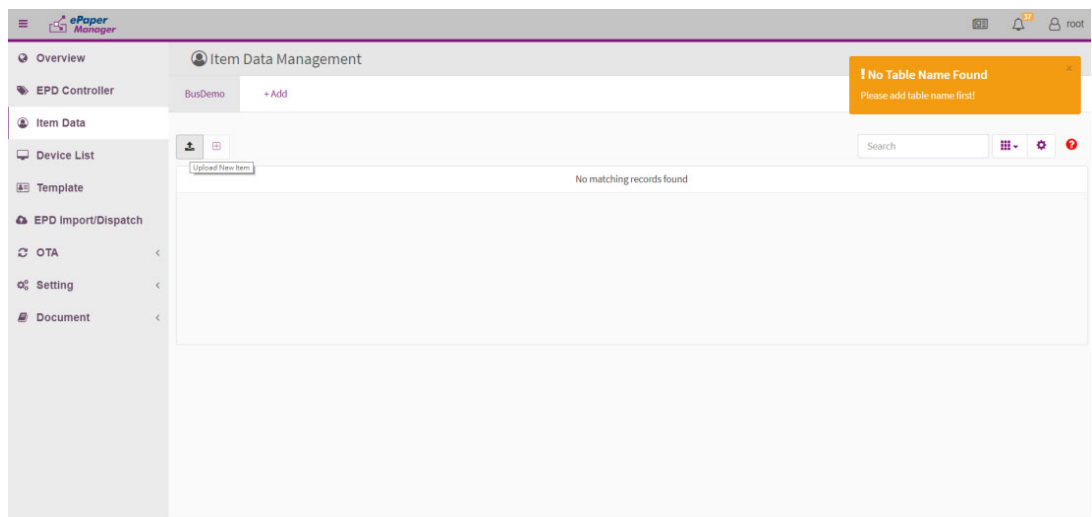 ePaper
Manager
37
root
Overview
EPD Controller
Item Data
Device List
Template
EPD Import/Dispatch
OTA
Setting
Document
Item Data Management
! No Table Name Found
×
Please add table name first!
BusDemo
+ Add
Search
Upload New Item
No matching records found